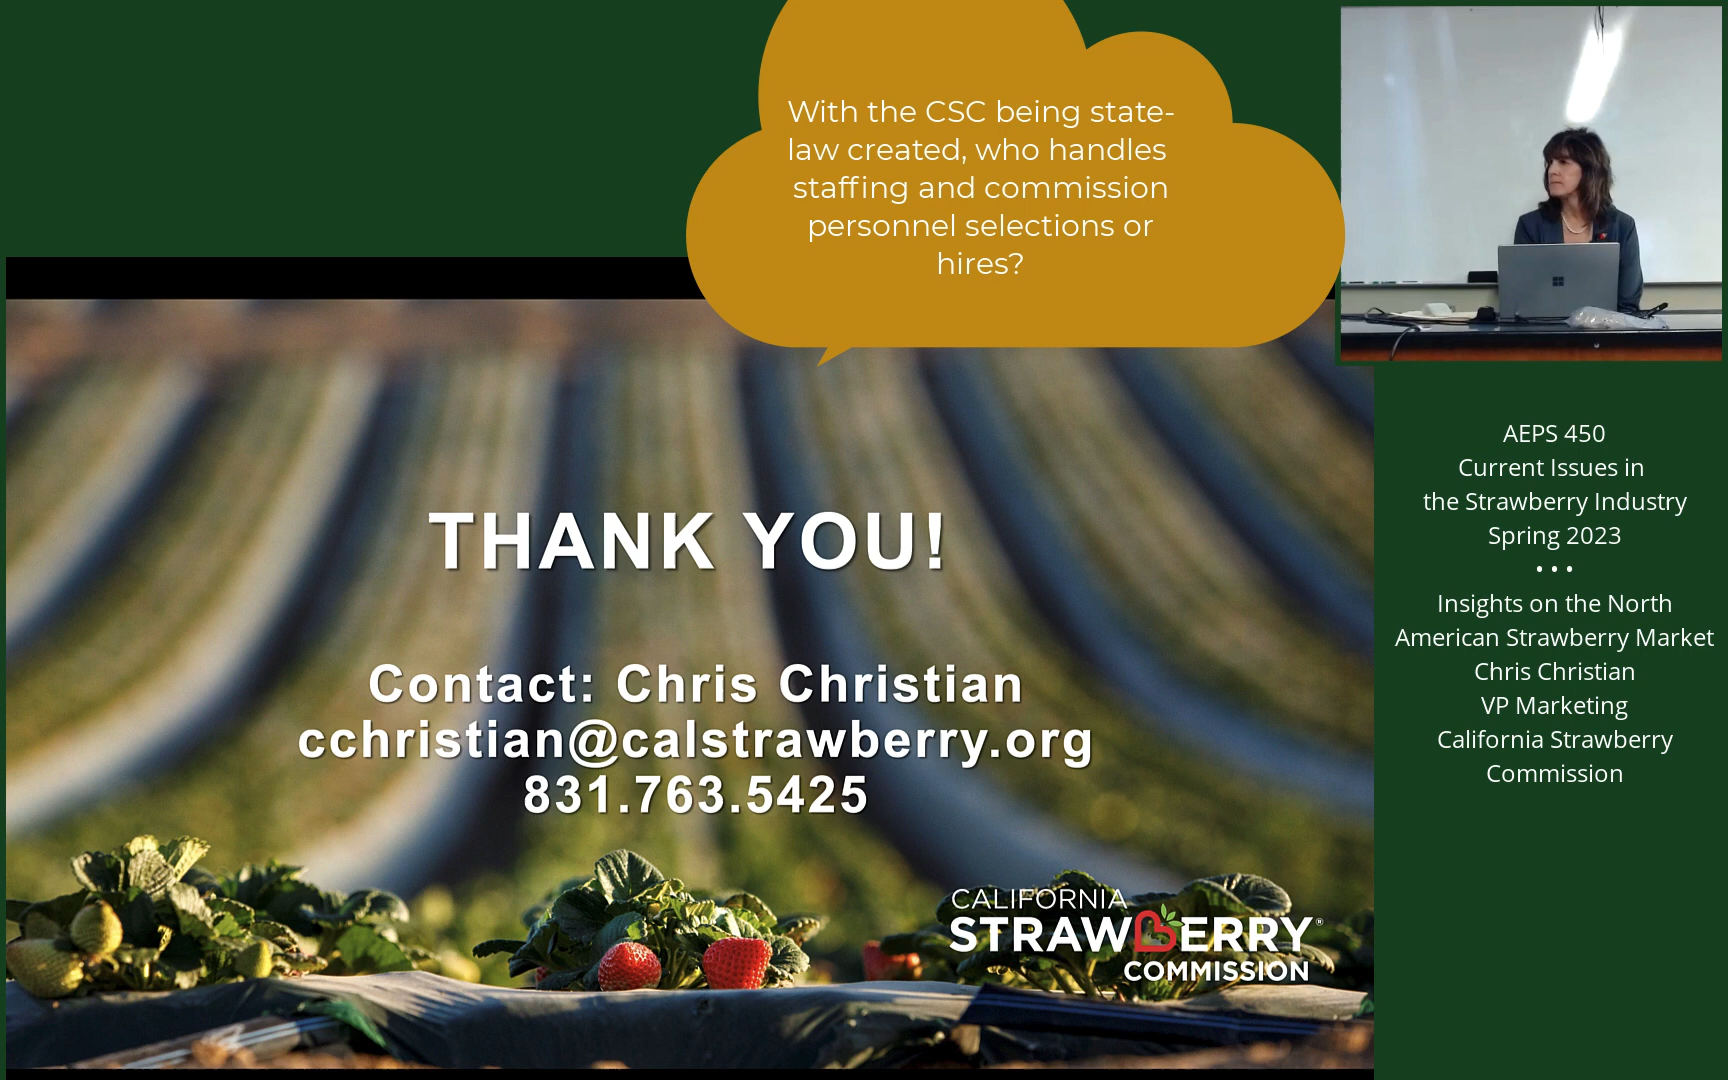 With the CSC being state-
law created, who handles
staffing and commission
personnel selections or
hires?
THANK YOU!
Contact: Chris Christian
cchristian@calstrawberry.org
831.763.5425
CALIFORNIA
STRAWBERRY®
COMMISSION
AEPS 450
Current Issues in
the Strawberry Industry
Spring 2023
• • •
Insights on the North
American Strawberry Market
Chris Christian
VP Marketing
California Strawberry
Commission